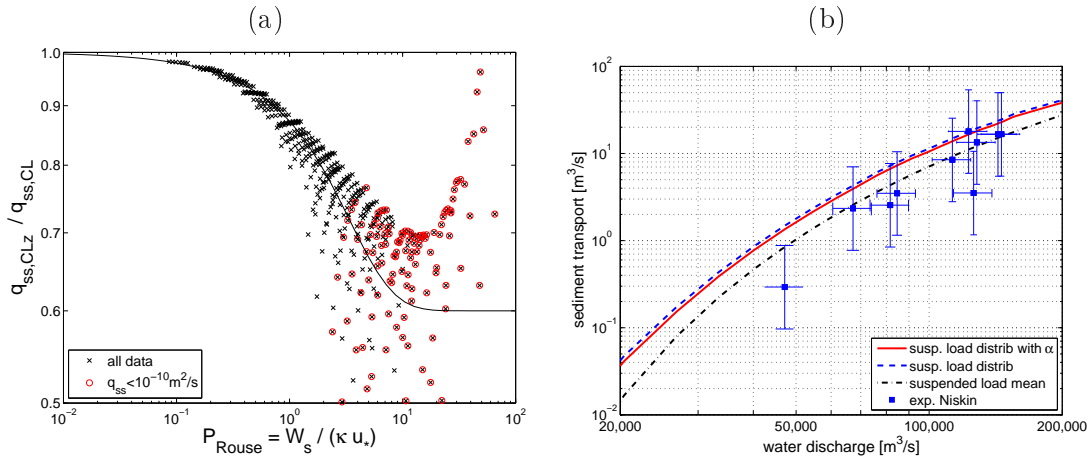 (a)
1.0
0.9
0.8
0.7
0.6
0.5
q_ss,CLz / q_ss,CL
× all data
q_ss<10^-10m^2/s
10^-2
10^-1
10^0
10^1
10^2
P_Rouse = W_s / (κ u_*)
(b)
10^2
10^1
10^0
10^-1
10^-2
sediment transport [m^3/s]
susp. load distrib with α
susp. load distrib
suspended load mean
exp. Niskin
20,000
50,000
100,000
200,000
water discharge [m^3/s]